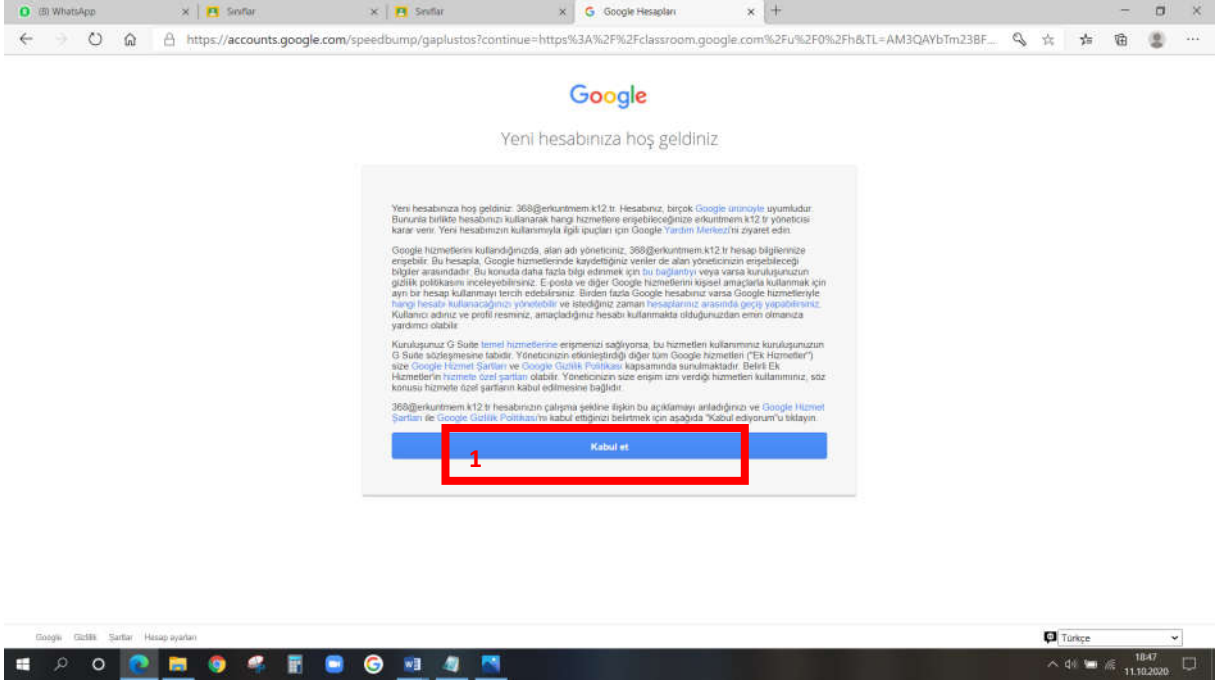 (8) WhatsApp
Sınıflar
Sınıflar
Google Hesapları
https://accounts.google.com/speedbump/gaplustos?continue=https%3A%2F%2Fclassroom.google.com%2Fu%2F0%2Fh&TL=AM3QAYbTm23BF...
Google
Yeni hesabınıza hoş geldiniz
Yeni hesabınıza hoş geldiniz: 368@erkuntmem.k12.tr. Hesabınız, birçok Google ürünüyle uyumludur.
Bununla birlikte hesabınızı kullanarak hangi hizmetlere erişebileceğinize erkuntmem.k12.tr yöneticisi
karar verir. Yeni hesabınızın kullanımıyla ilgili ipuçları için Google Yardım Merkezi'ni ziyaret edin.
Google hizmetlerini kullandığınızda, alan adı yöneticiniz, 368@erkuntmem.k12.tr hesap bilgilerinize
erişebilir. Bu hesapla, Google hizmetlerinde kaydettiğiniz veriler de alan yöneticinizin erişebileceği
bilgiler arasındadır. Bu konuda daha fazla bilgi edinmek için bu bağlantıyı veya varsa kuruluşunuzun
gizlilik politikasını inceleyebilirsiniz. E-posta ve diğer Google hizmetlerini kişisel amaçlarla kullanmak için
ayrı bir hesap kullanmayı tercih edebilirsiniz. Birden fazla Google hesabınız varsa Google hizmetleriyle
hangi hesabı kullanacağınızı yönetebilir ve istediğiniz zaman hesaplarınız arasında geçiş yapabilirsiniz.
Kullanıcı adınız ve profil resminiz, amaçladığınız hesabı kullanmakta olduğunuzdan emin olmanıza
yardımcı olabilir.
Kuruluşunuz G Suite temel hizmetlerine erişmenizi sağlıyorsa, bu hizmetleri kullanımınız kuruluşunuzun
G Suite sözleşmesine tabidir. Yöneticinizin etkinleştirdiği diğer tüm Google hizmetleri ("Ek Hizmetler")
size Google Hizmet Şartları ve Google Gizlilik Politikası kapsamında sunulmaktadır. Belirli Ek
Hizmetler'in hizmete özel şartları olabilir. Yöneticinizin size erişim izni verdiği hizmetleri kullanımınız, söz
konusu hizmete özel şartların kabul edilmesine bağlıdır.
368@erkuntmem.k12.tr hesabınızın çalışma şekline ilişkin bu açıklamayı anladığınızı ve Google Hizmet
Şartları ile Google Gizlilik Politikası'nı kabul ettiğinizi belirtmek için aşağıda "Kabul ediyorum"u tıklayın.
Kabul et
1
Google Gizlilik Şartlar Hesap ayarları
Türkçe
18:47
11.10.2020